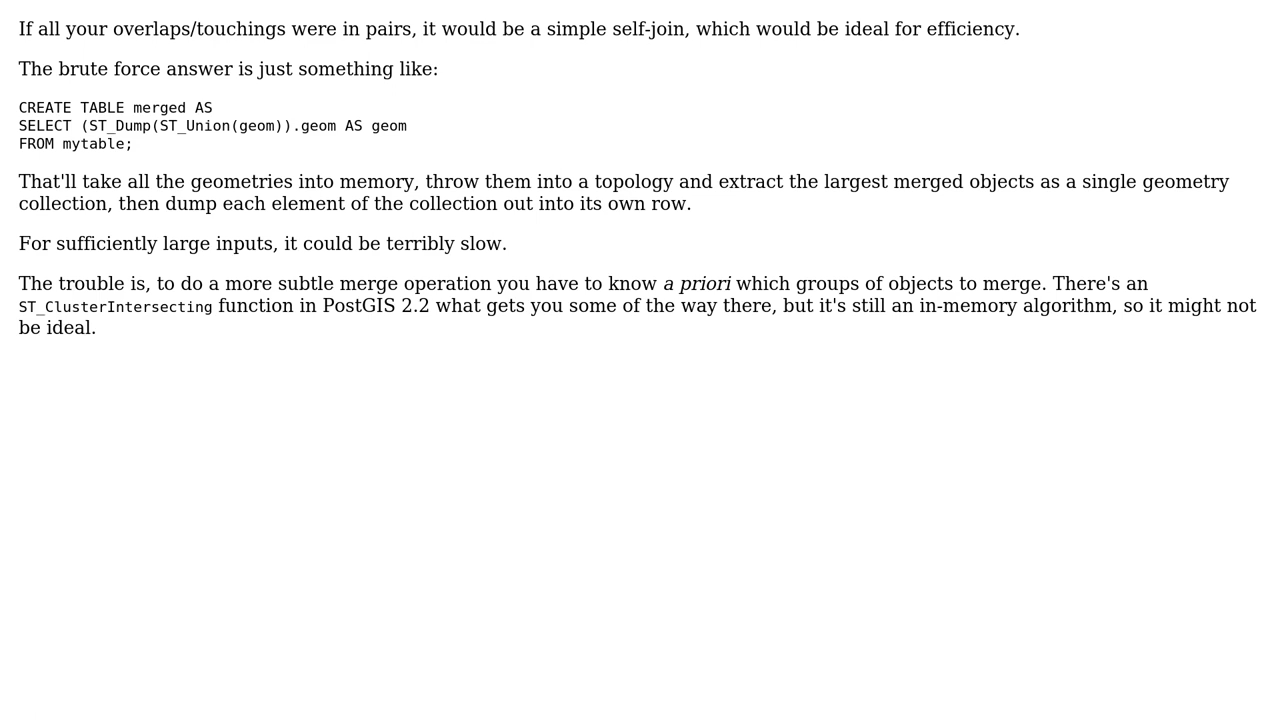 If all your overlaps/touchings were in pairs, it would be a simple self-join, which would be ideal for efficiency.
The brute force answer is just something like:
CREATE TABLE merged AS
SELECT (ST_Dump(ST_Union(geom)).geom AS geom
FROM mytable;
That'll take all the geometries into memory, throw them into a topology and extract the largest merged objects as a single geometry
collection, then dump each element of the collection out into its own row.
For sufficiently large inputs, it could be terribly slow.
The trouble is, to do a more subtle merge operation you have to know a priori which groups of objects to merge. There's an
ST_ClusterIntersecting function in PostGIS 2.2 what gets you some of the way there, but it's still an in-memory algorithm, so it might not
be ideal.